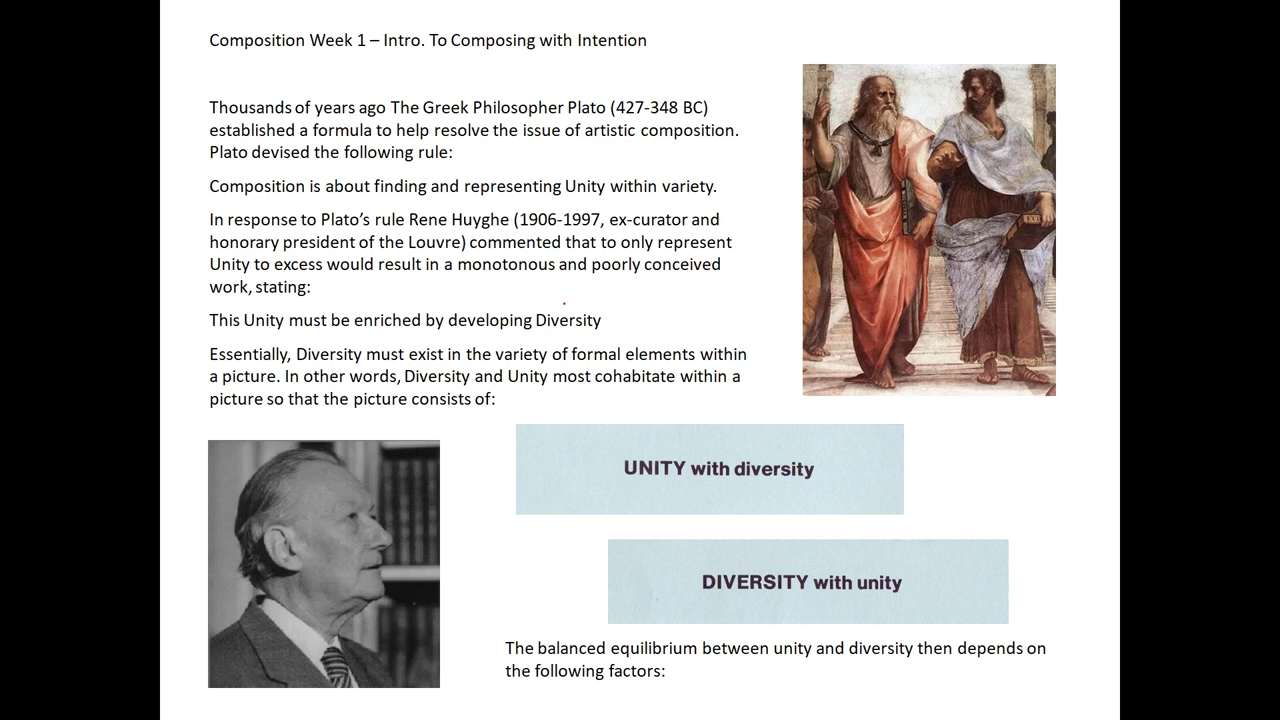 Composition Week 1 – Intro. To Composing with Intention
Thousands of years ago The Greek Philosopher Plato (427-348 BC)
established a formula to help resolve the issue of artistic composition.
Plato devised the following rule:
Composition is about finding and representing Unity within variety.
In response to Plato’s rule Rene Huyghe (1906-1997, ex-curator and
honorary president of the Louvre) commented that to only represent
Unity to excess would result in a monotonous and poorly conceived
work, stating:
This Unity must be enriched by developing Diversity
Essentially, Diversity must exist in the variety of formal elements within
a picture. In other words, Diversity and Unity most cohabitate within a
picture so that the picture consists of:
UNITY with diversity
DIVERSITY with unity
The balanced equilibrium between unity and diversity then depends on
the following factors: